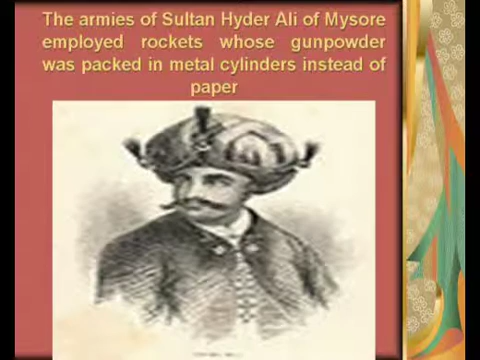 The armies of Sultan Hyder Ali of Mysore
employed rockets whose gunpowder
was packed in metal cylinders instead of
paper